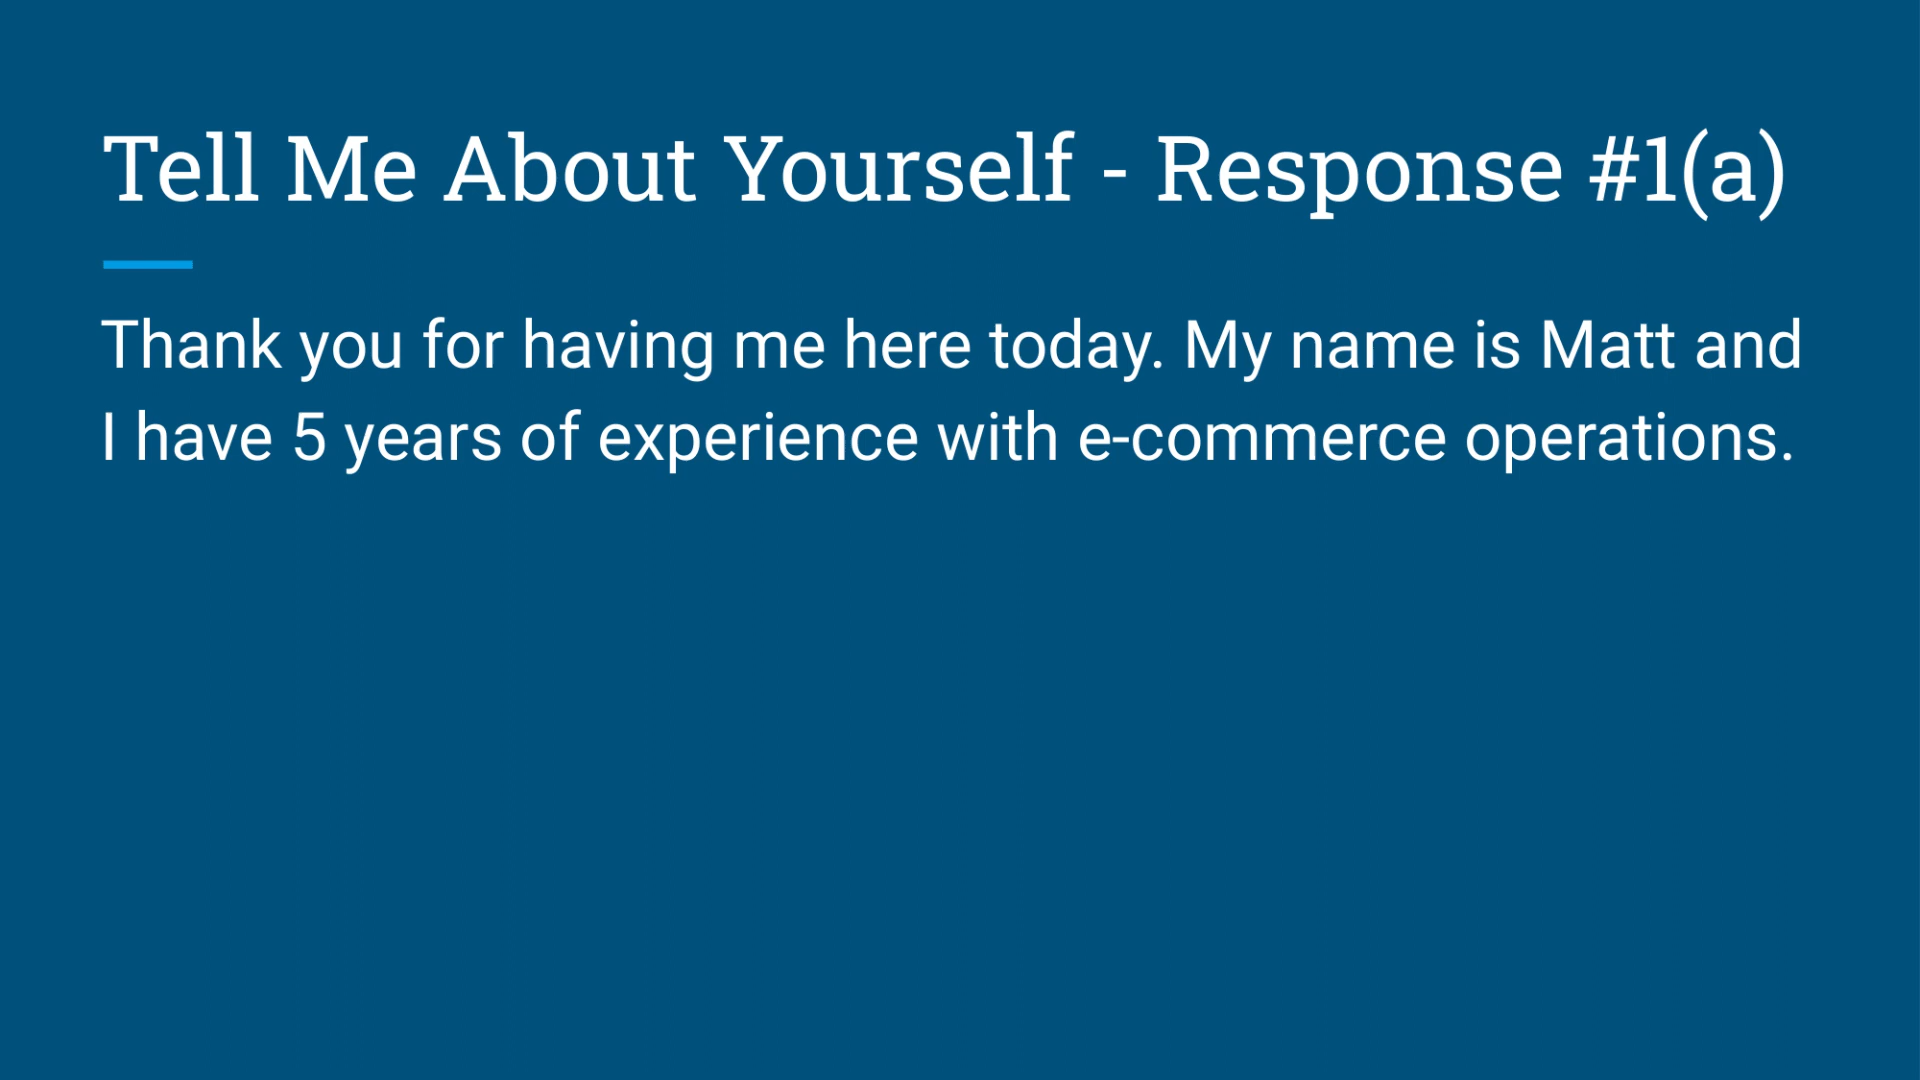 Tell Me About Yourself - Response #1(a)
Thank you for having me here today. My name is Matt and
I have 5 years of experience with e-commerce operations.